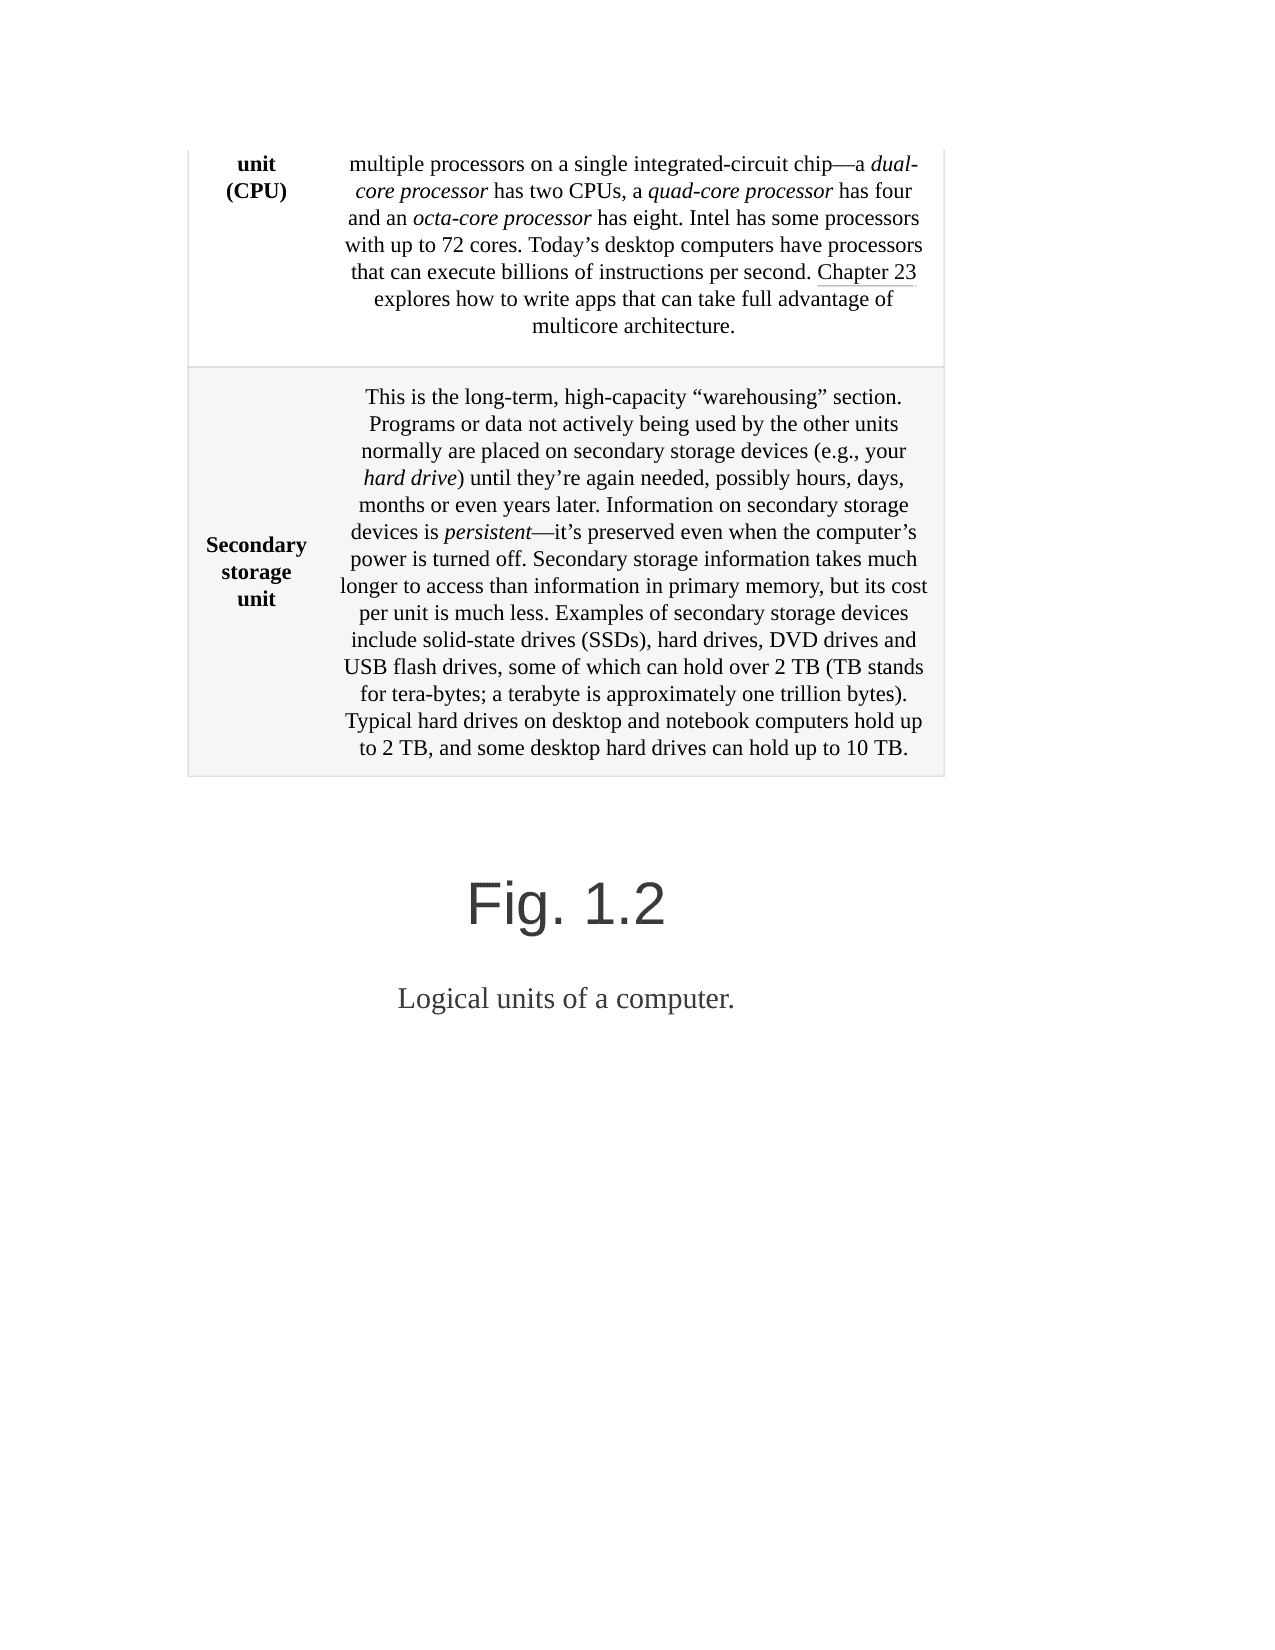 unit
(CPU)
multiple processors on a single integrated-circuit chip—a dual-
core processor has two CPUs, a quad-core processor has four
and an octa-core processor has eight. Intel has some processors
with up to 72 cores. Today’s desktop computers have processors
that can execute billions of instructions per second. Chapter 23
explores how to write apps that can take full advantage of
multicore architecture.
Secondary
storage
unit
This is the long-term, high-capacity “warehousing” section.
Programs or data not actively being used by the other units
normally are placed on secondary storage devices (e.g., your
hard drive) until they’re again needed, possibly hours, days,
months or even years later. Information on secondary storage
devices is persistent—it’s preserved even when the computer’s
power is turned off. Secondary storage information takes much
longer to access than information in primary memory, but its cost
per unit is much less. Examples of secondary storage devices
include solid-state drives (SSDs), hard drives, DVD drives and
USB flash drives, some of which can hold over 2 TB (TB stands
for tera-bytes; a terabyte is approximately one trillion bytes).
Typical hard drives on desktop and notebook computers hold up
to 2 TB, and some desktop hard drives can hold up to 10 TB.
Fig. 1.2
Logical units of a computer.